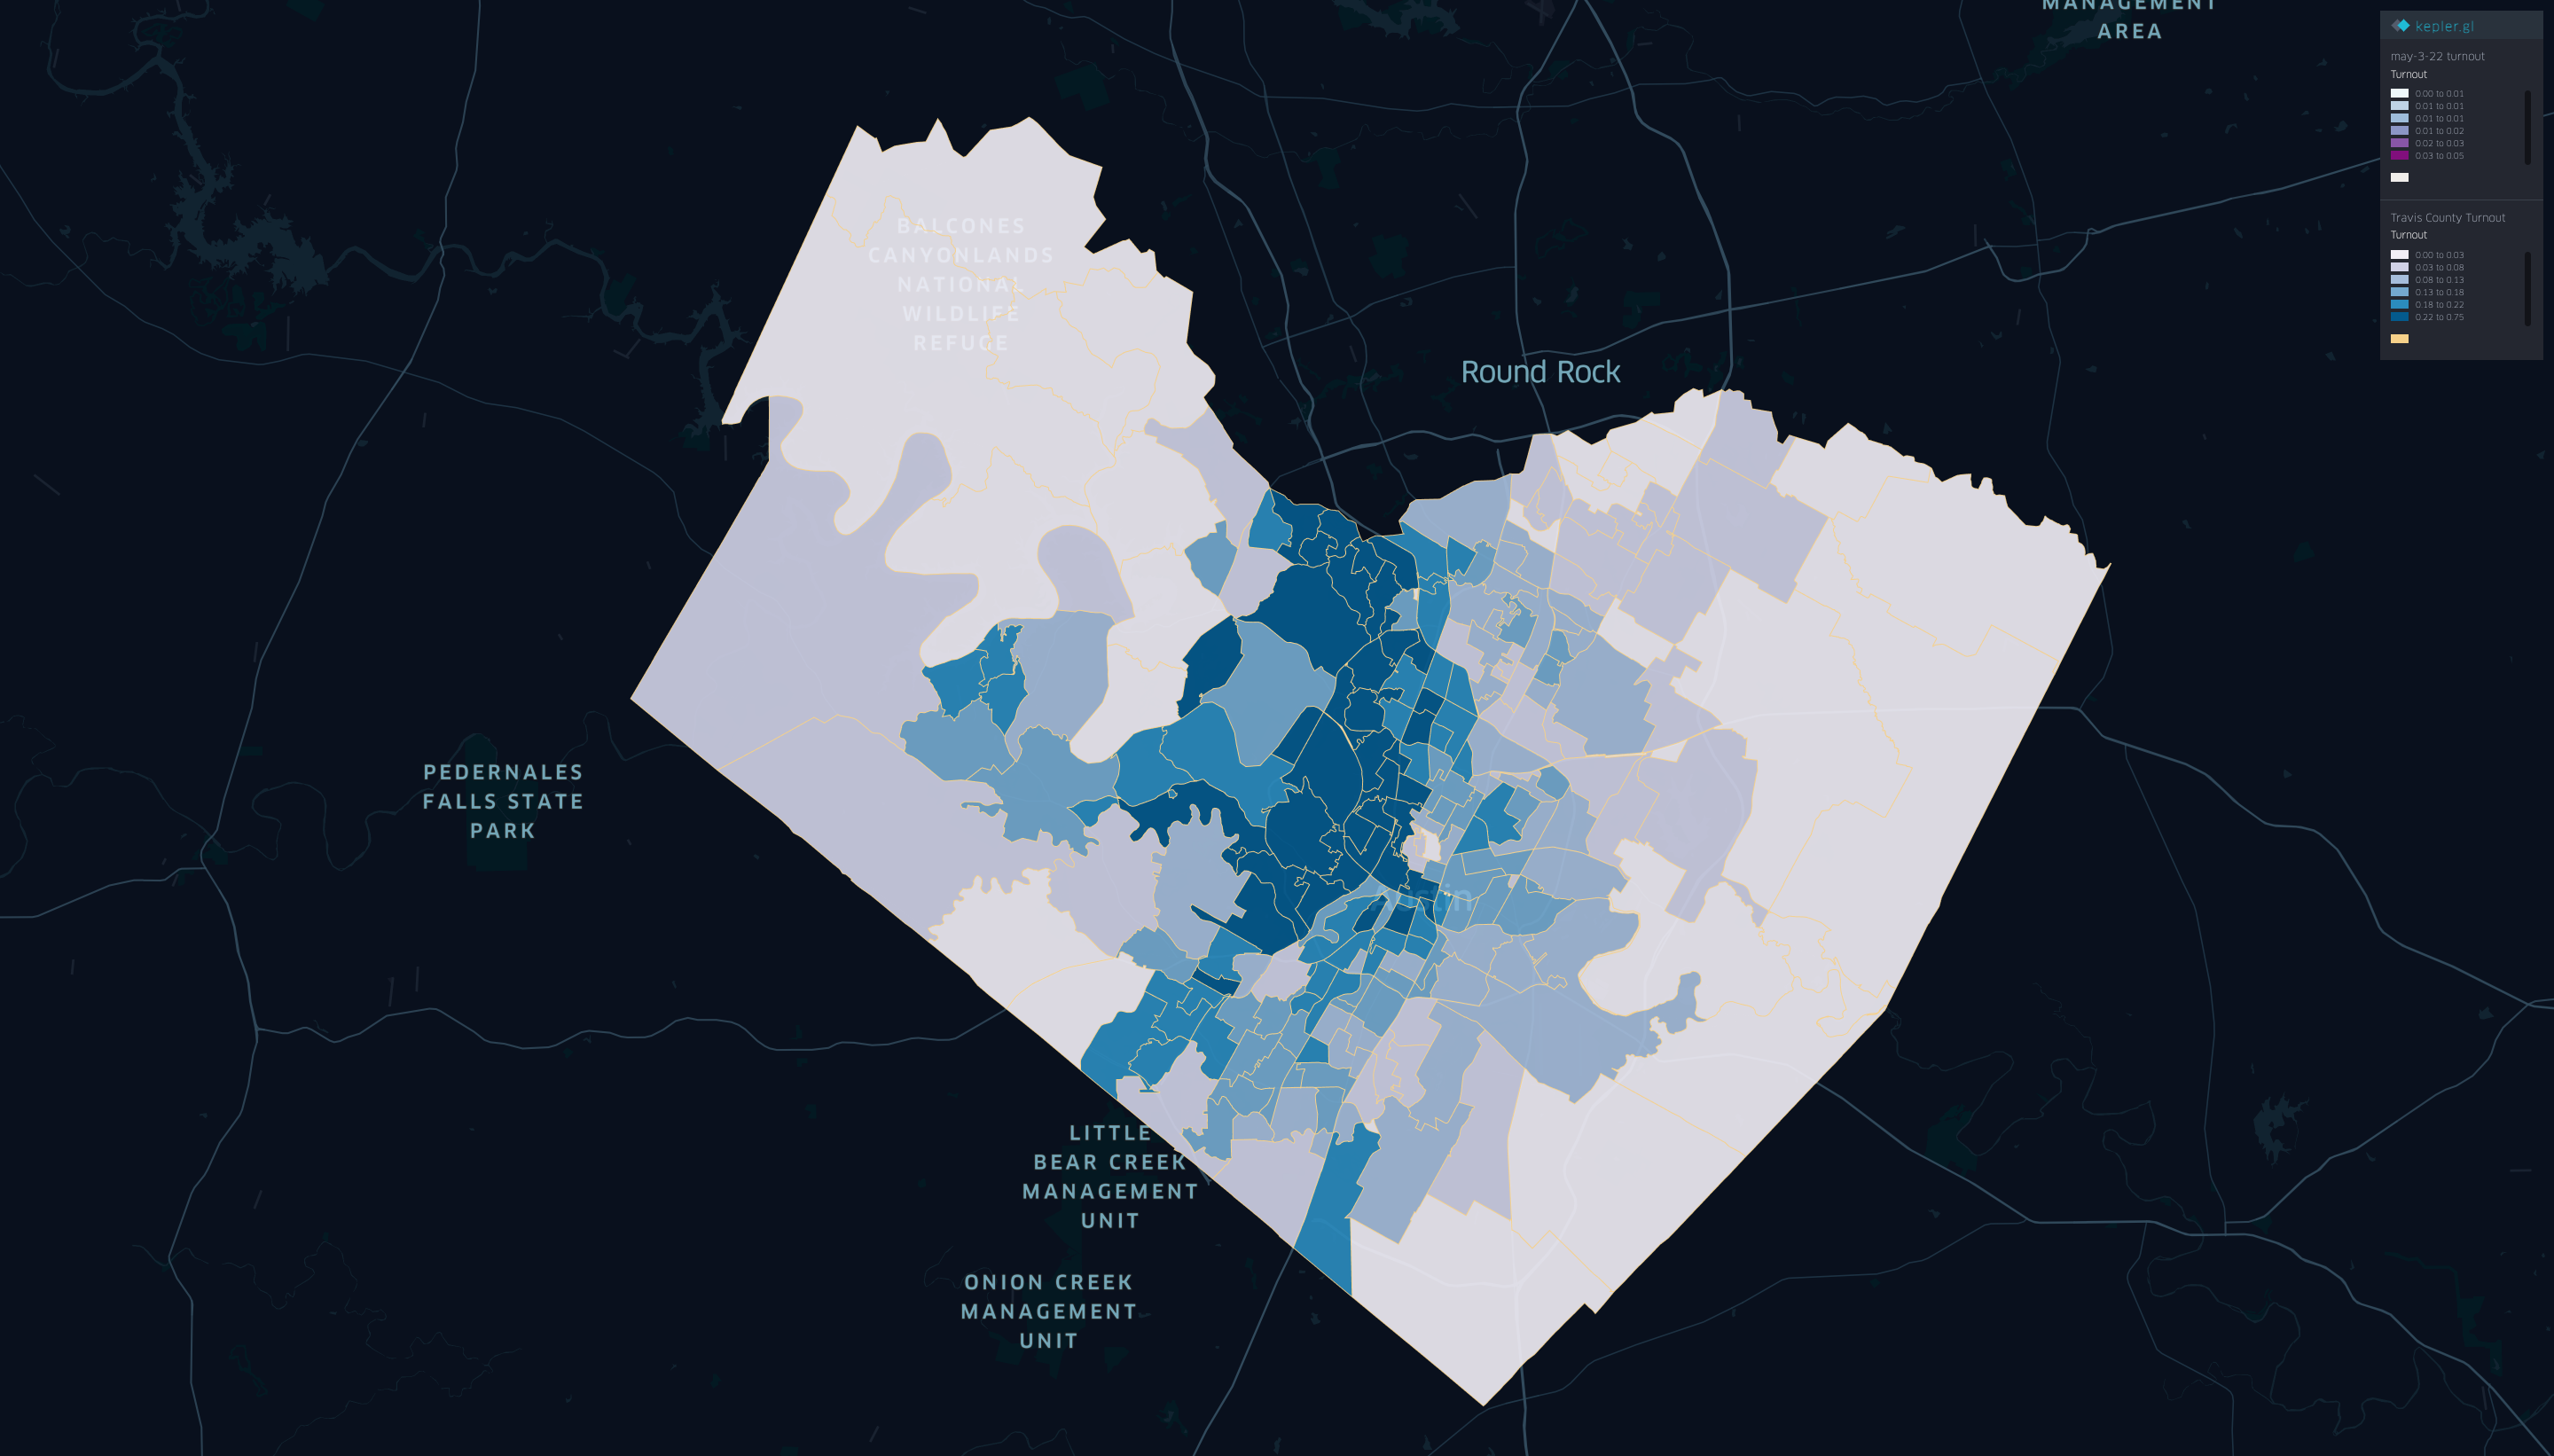 MANAGEMENT
AREA
kepler.gl
may-3-22 turnout
Turnout
0.00 to 0.01
0.01 to 0.01
0.01 to 0.01
0.01 to 0.02
0.02 to 0.03
0.03 to 0.05
Travis County Turnout
Turnout
0.00 to 0.03
0.03 to 0.08
0.08 to 0.13
0.13 to 0.18
0.18 to 0.22
0.22 to 0.75
BALCONES
CANYONLANDS
NATIONAL
WILDLIFE
REFUGE
Round Rock
PEDERNALES
FALLS STATE
PARK
Austin
LITTLE
BEAR CREEK
MANAGEMENT
UNIT
ONION CREEK
MANAGEMENT
UNIT